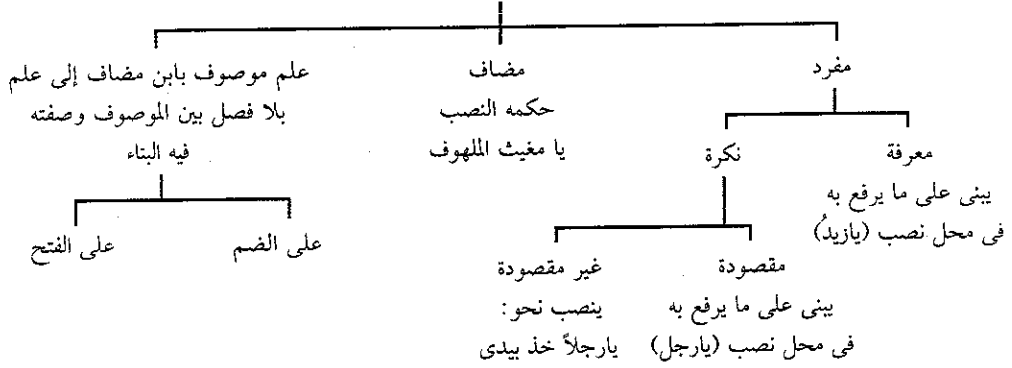 مفرد
مضاف
علم موصوف بابن مضاف إلى علم
حكمه النصب
بلا فصل بين الموصوف وصفته
يا مغيث الملهوف
فيه البتاء
معرفة
نكرة
يبنى على ما يرفع به
فى محل نصب (يازيدُ)
على الضم
على الفتح
مقصودة
يبنى على ما يرفع به
فى محل نصب (يارجل)
غير مقصودة
ينصب نحو :
يارجلاً خذ بيدى